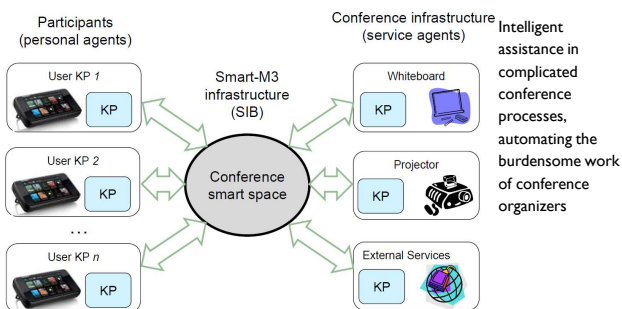 Participants
(personal agents)
User KP 1
KP
User KP 2
KP
...
User KP n
KP
Smart-M3
infrastructure
(SIB)
Conference
smart space
Conference infrastructure
(service agents)
Whiteboard
KP
Projector
KP
External Services
KP
Intelligent
assistance in
complicated
conference
processes,
automating the
burdensome work
of conference
organizers